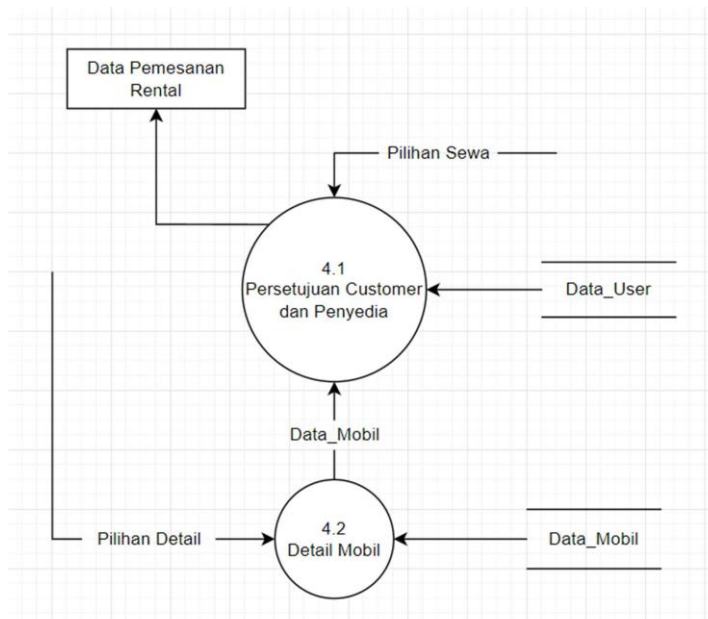 Data Pemesanan
Rental
Pilihan Sewa
4.1
Persetujuan Customer
dan Penyedia
Data_User
Data_Mobil
Pilihan Detail
4.2
Detail Mobil
Data_Mobil